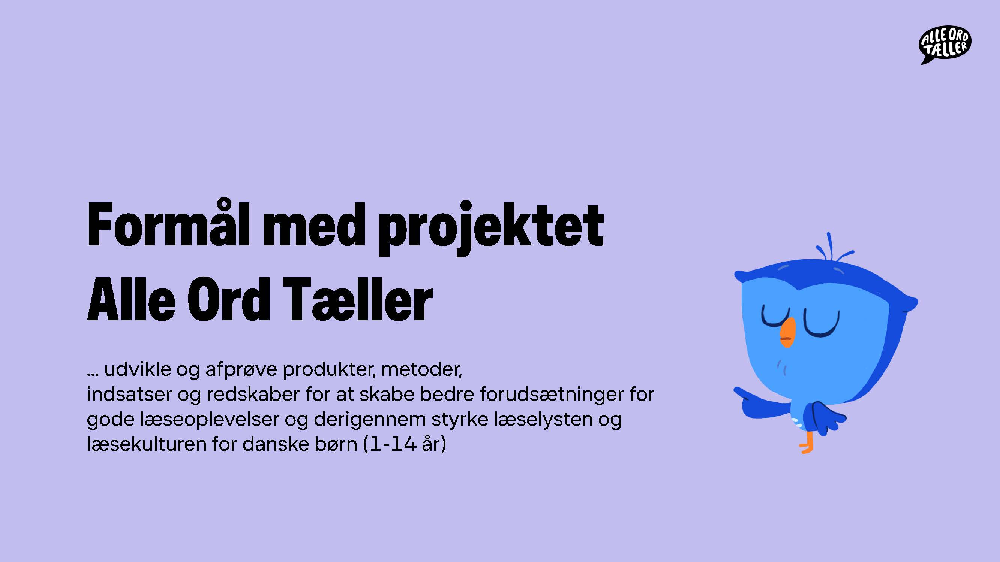 ALLE ORD
TÆLLER
Formål med projektet
Alle Ord Tæller
... udvikle og afprøve produkter, metoder,
indsatser og redskaber for at skabe bedre forudsætninger for
gode læseoplevelser og derigennem styrke læselysten og
læsekulturen for danske børn (1-14 år)